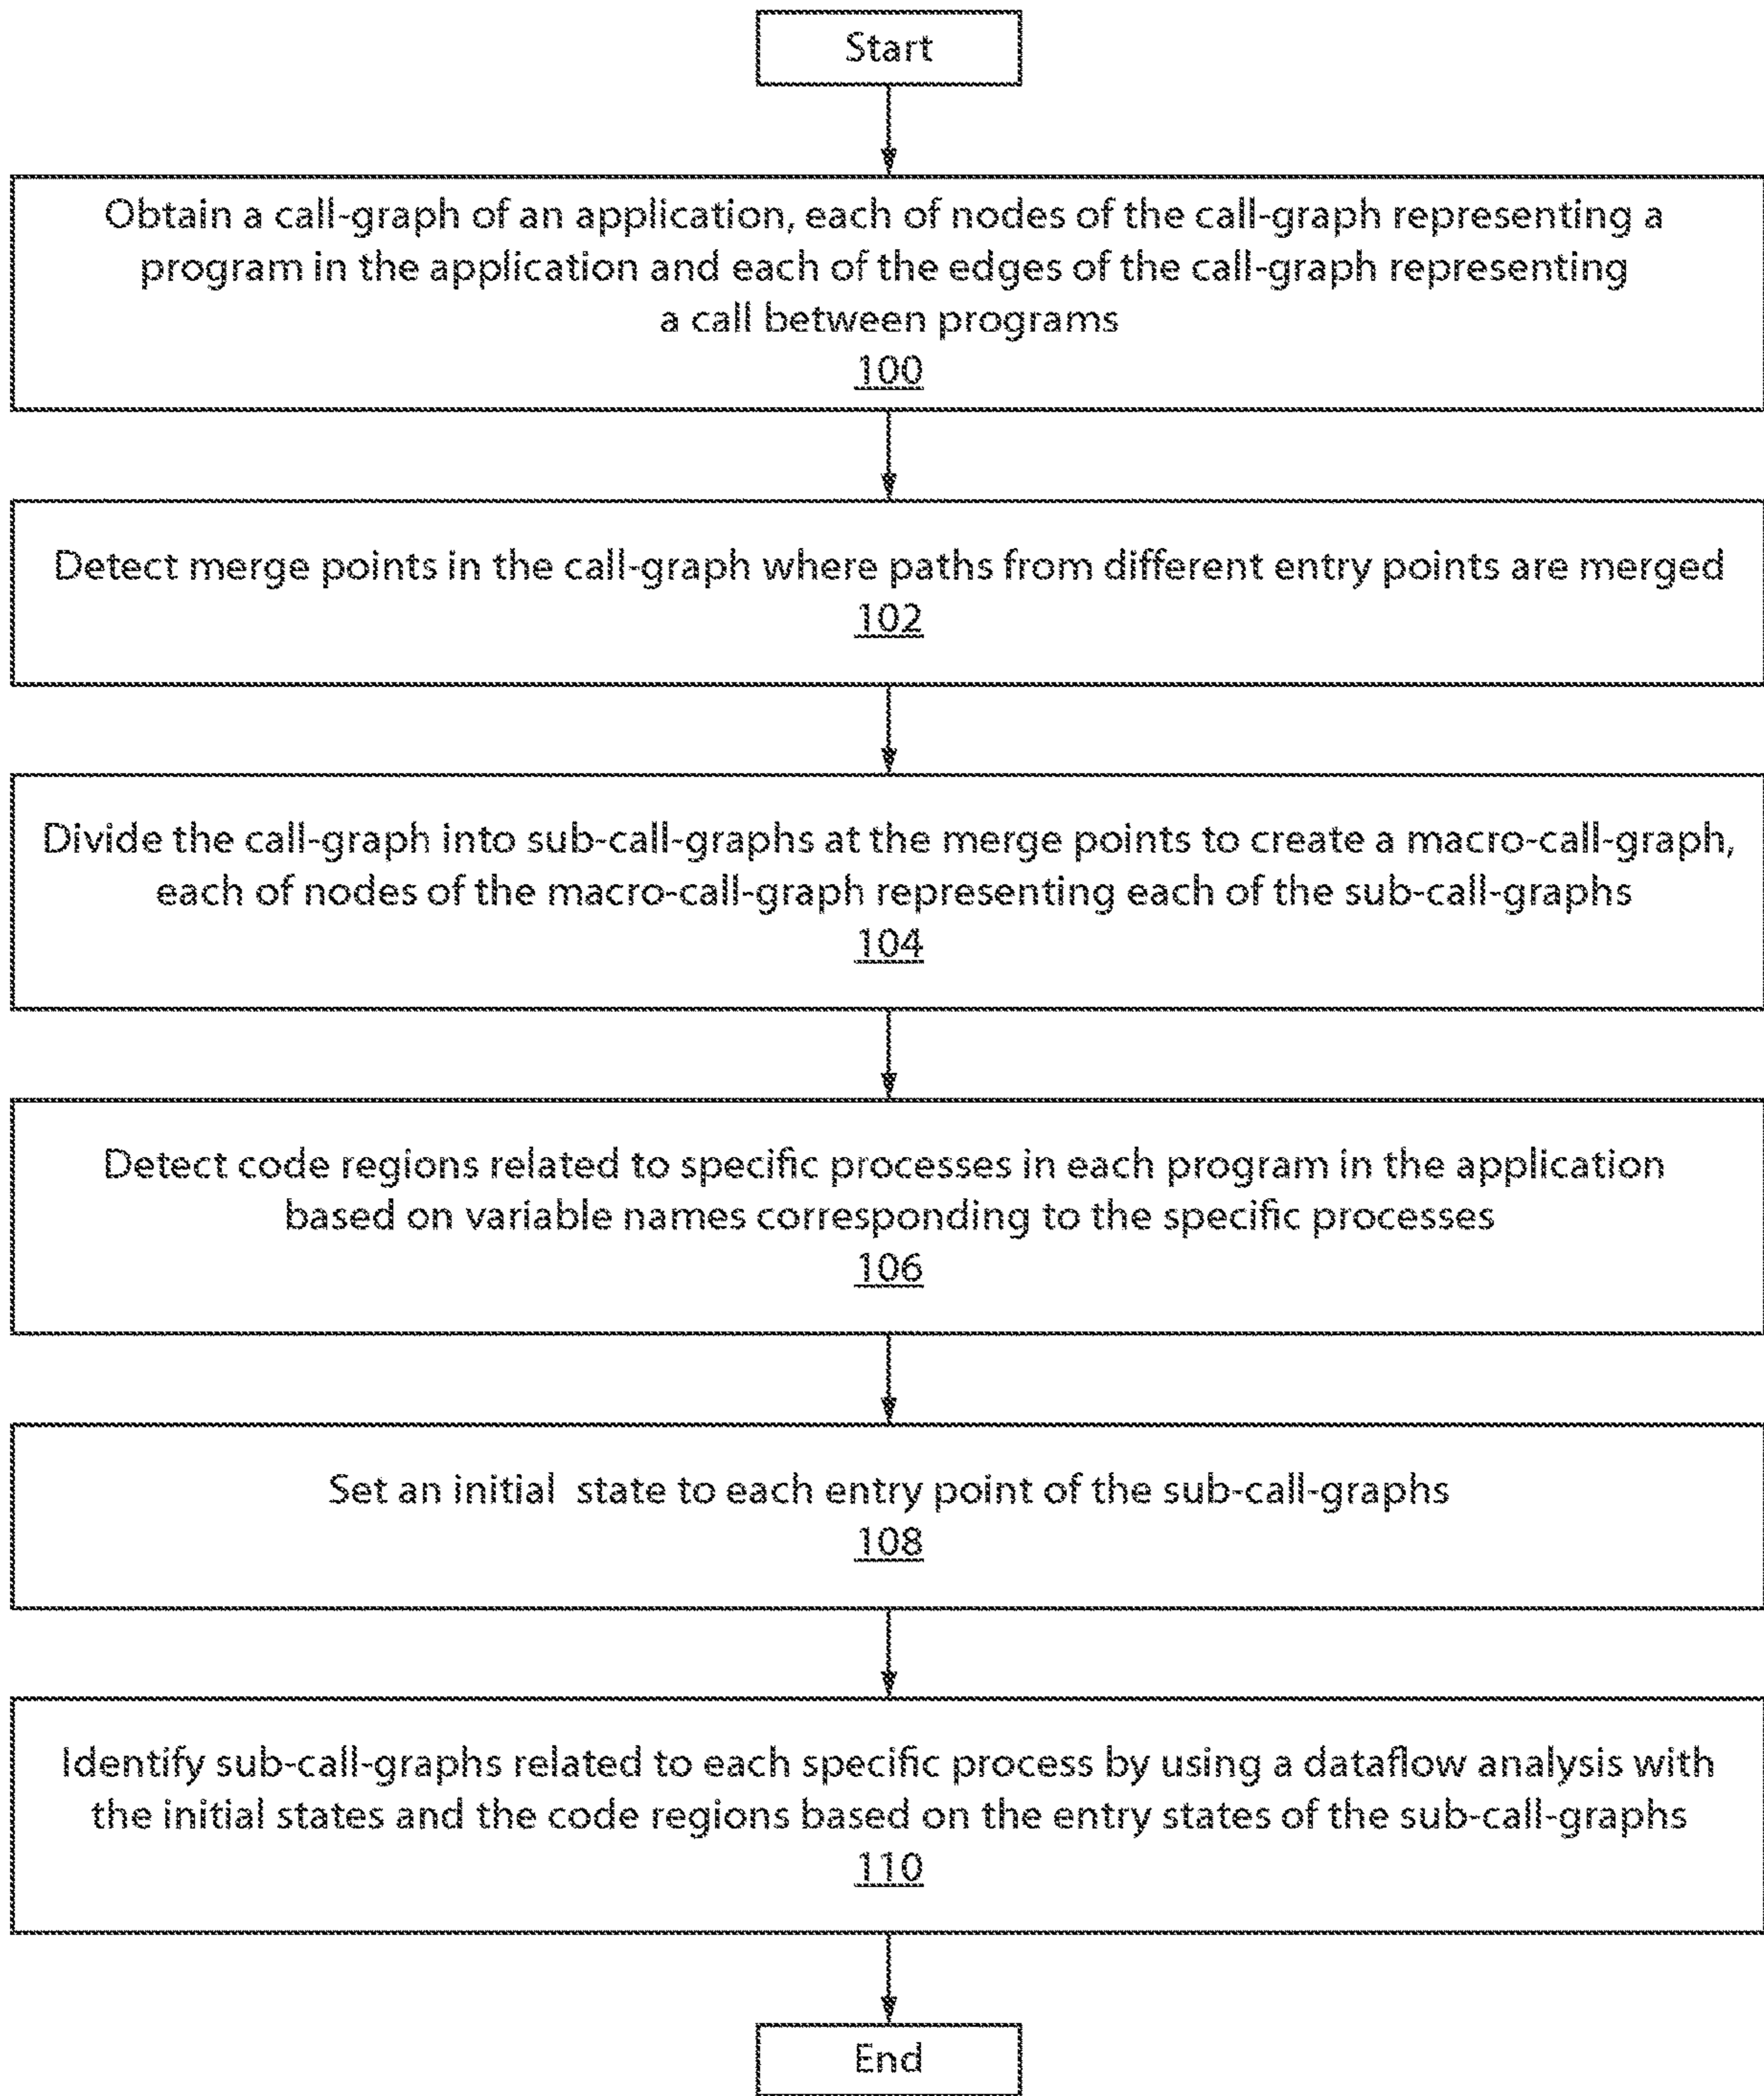 Start
Obtain a call-graph of an application, each of nodes of the call-graph representing a
program in the application and each of the edges of the call-graph representing
a call between programs
100
Detect merge points in the call-graph where paths from different entry points are merged
102
Divide the call-graph into sub-call-graphs at the merge points to create a macro-call-graph,
each of nodes of the macro-call-graph representing each of the sub-call-graphs
104
Detect code regions related to specific processes in each program in the application
based on variable names corresponding to the specific processes
106
Set an initial state to each entry point of the sub-call-graphs
108
Identify sub-call-graphs related to each specific process by using a dataflow analysis with
the initial states and the code regions based on the entry states of the sub-call-graphs
110
End